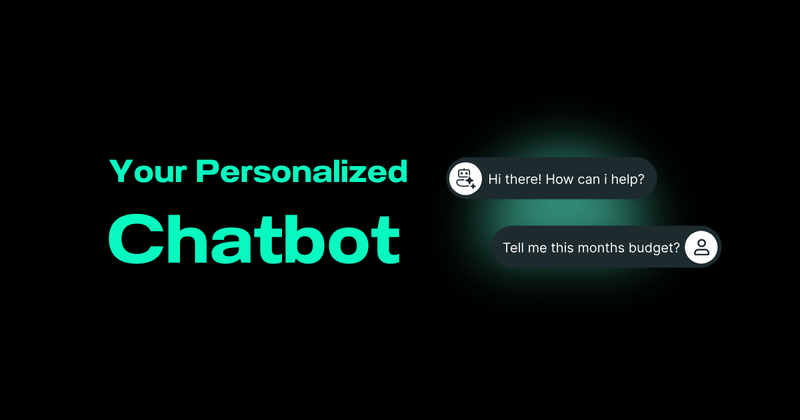 Your Personalized
Chatbot
Hi there! How can i help?
Tell me this months budget?